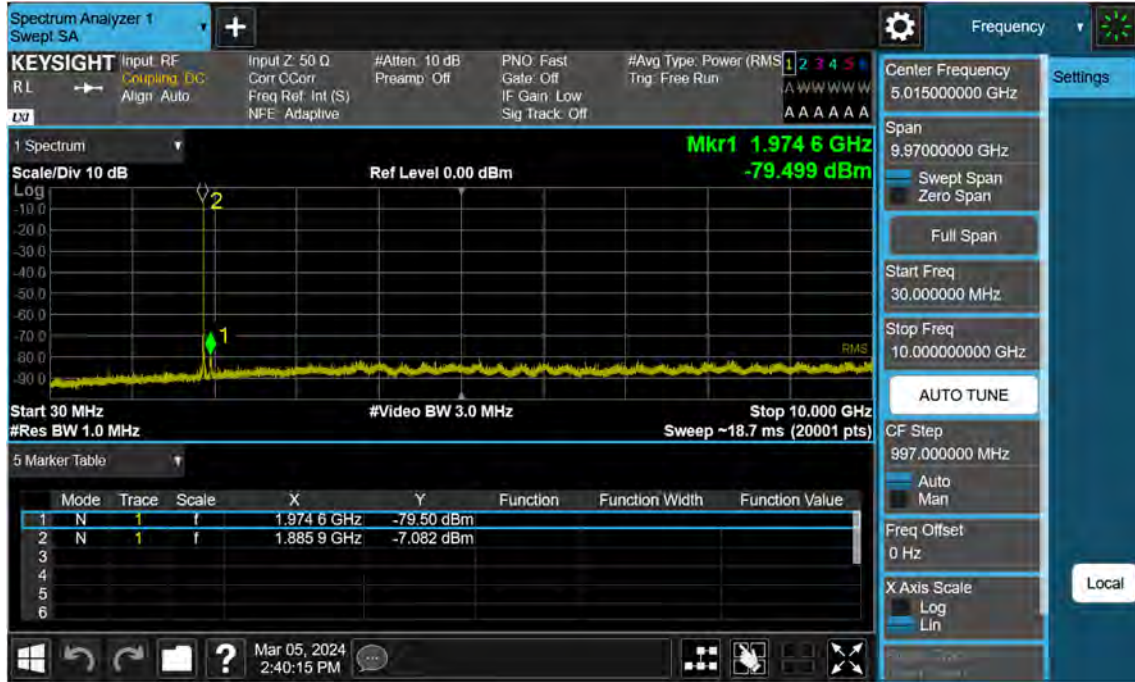 Spectrum Analyzer 1
Swept SA
+
Frequency
KEYSIGHT
RL
LXI
Input: RF
Coupling: DC
Align: Auto
Input Z: 50 Ω
Corr CCorr
Freq Ref: Int (S)
NFE: Adaptive
#Atten: 10 dB
Preamp: Off
PNO: Fast
Gate: Off
IF Gain: Low
Sig Track: Off
#Avg Type: Power (RMS
Trig: Free Run
1 2 3 4 5 6
A W W W W W
A A A A A A
Center Frequency
5.015000000 GHz
Settings
1 Spectrum
Scale/Div 10 dB
Ref Level 0.00 dBm
Mkr1 1.974 6 GHz
-79.499 dBm
Log
-10.0
-20.0
-30.0
-40.0
-50.0
-60.0
-70.0
-80.0
-90.0
2
1
RMS
Start 30 MHz
#Video BW 3.0 MHz
Stop 10.000 GHz
#Res BW 1.0 MHz
Sweep ~18.7 ms (20001 pts)
Span
9.97000000 GHz
Swept Span
Zero Span
Full Span
Start Freq
30.000000 MHz
Stop Freq
10.000000000 GHz
AUTO TUNE
CF Step
997.000000 MHz
Auto
Man
Freq Offset
0 Hz
X Axis Scale
Log
Lin
Local
5 Marker Table
Mode Trace Scale X Y Function Function Width Function Value
1 N 1 f 1.974 6 GHz -79.50 dBm
2 N 1 f 1.885 9 GHz -7.082 dBm
3
4
5
6
?
Mar 05, 2024
2:40:15 PM